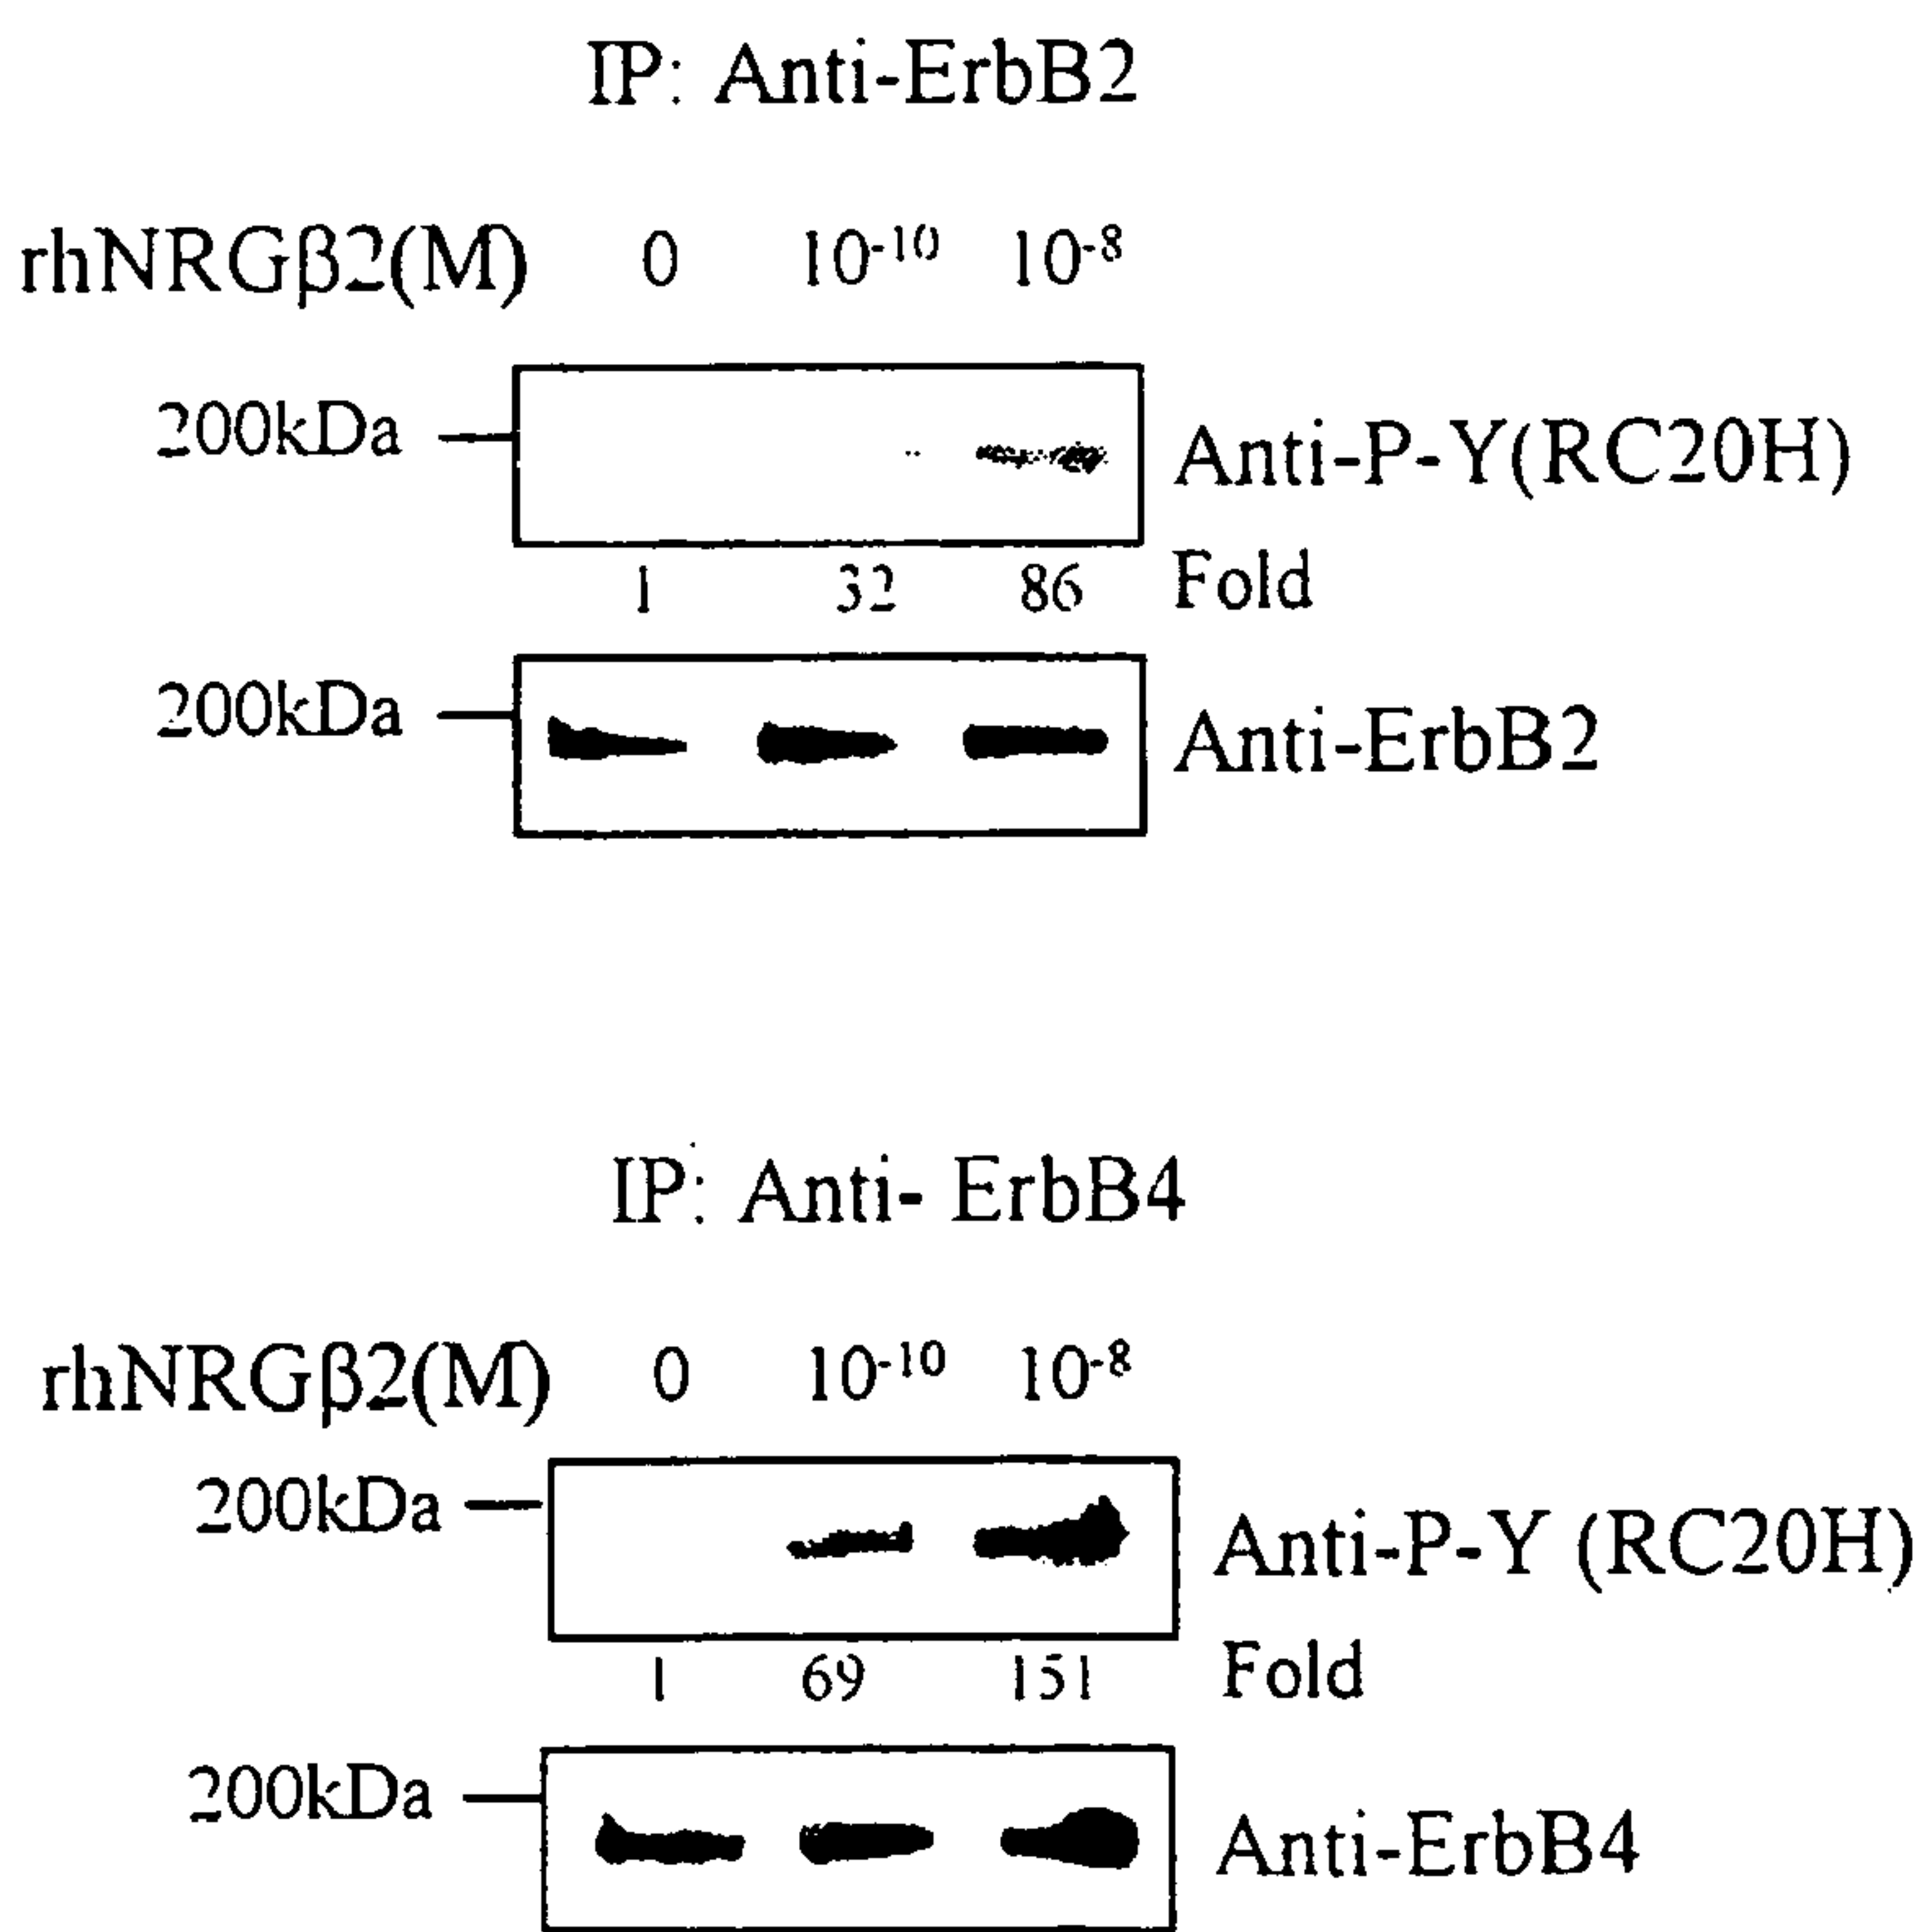 IP: Anti-ErbB2
rhNRGβ2(M) 0 10⁻¹⁰ 10⁻⁸
200kDa Anti-P-Y(RC20H)
1 32 86 Fold
200kDa Anti-ErbB2
IP: Anti- ErbB4
rhNRGβ2(M) 0 10⁻¹⁰ 10⁻⁸
200kDa Anti-P-Y (RC20H)
1 69 151 Fold
200kDa Anti-ErbB4